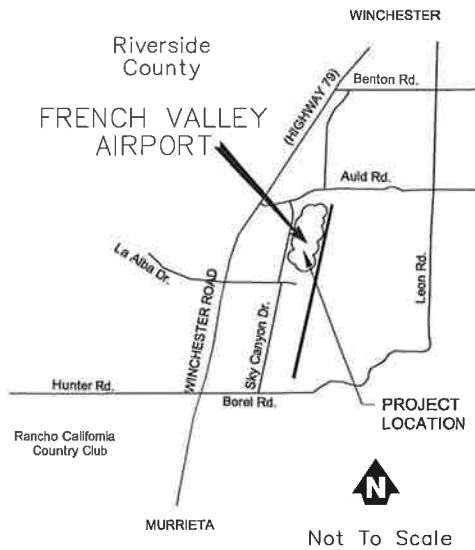 WINCHESTER
Riverside
County
Benton Rd.
(HIGHWAY 79)
FRENCH VALLEY
AIRPORT
Auld Rd.
La Alba Dr.
WINCHESTER ROAD
Sky Canyon Dr.
Leon Rd.
Hunter Rd.
Borel Rd.
PROJECT
LOCATION
Rancho California
Country Club
N
MURRIETA
Not To Scale